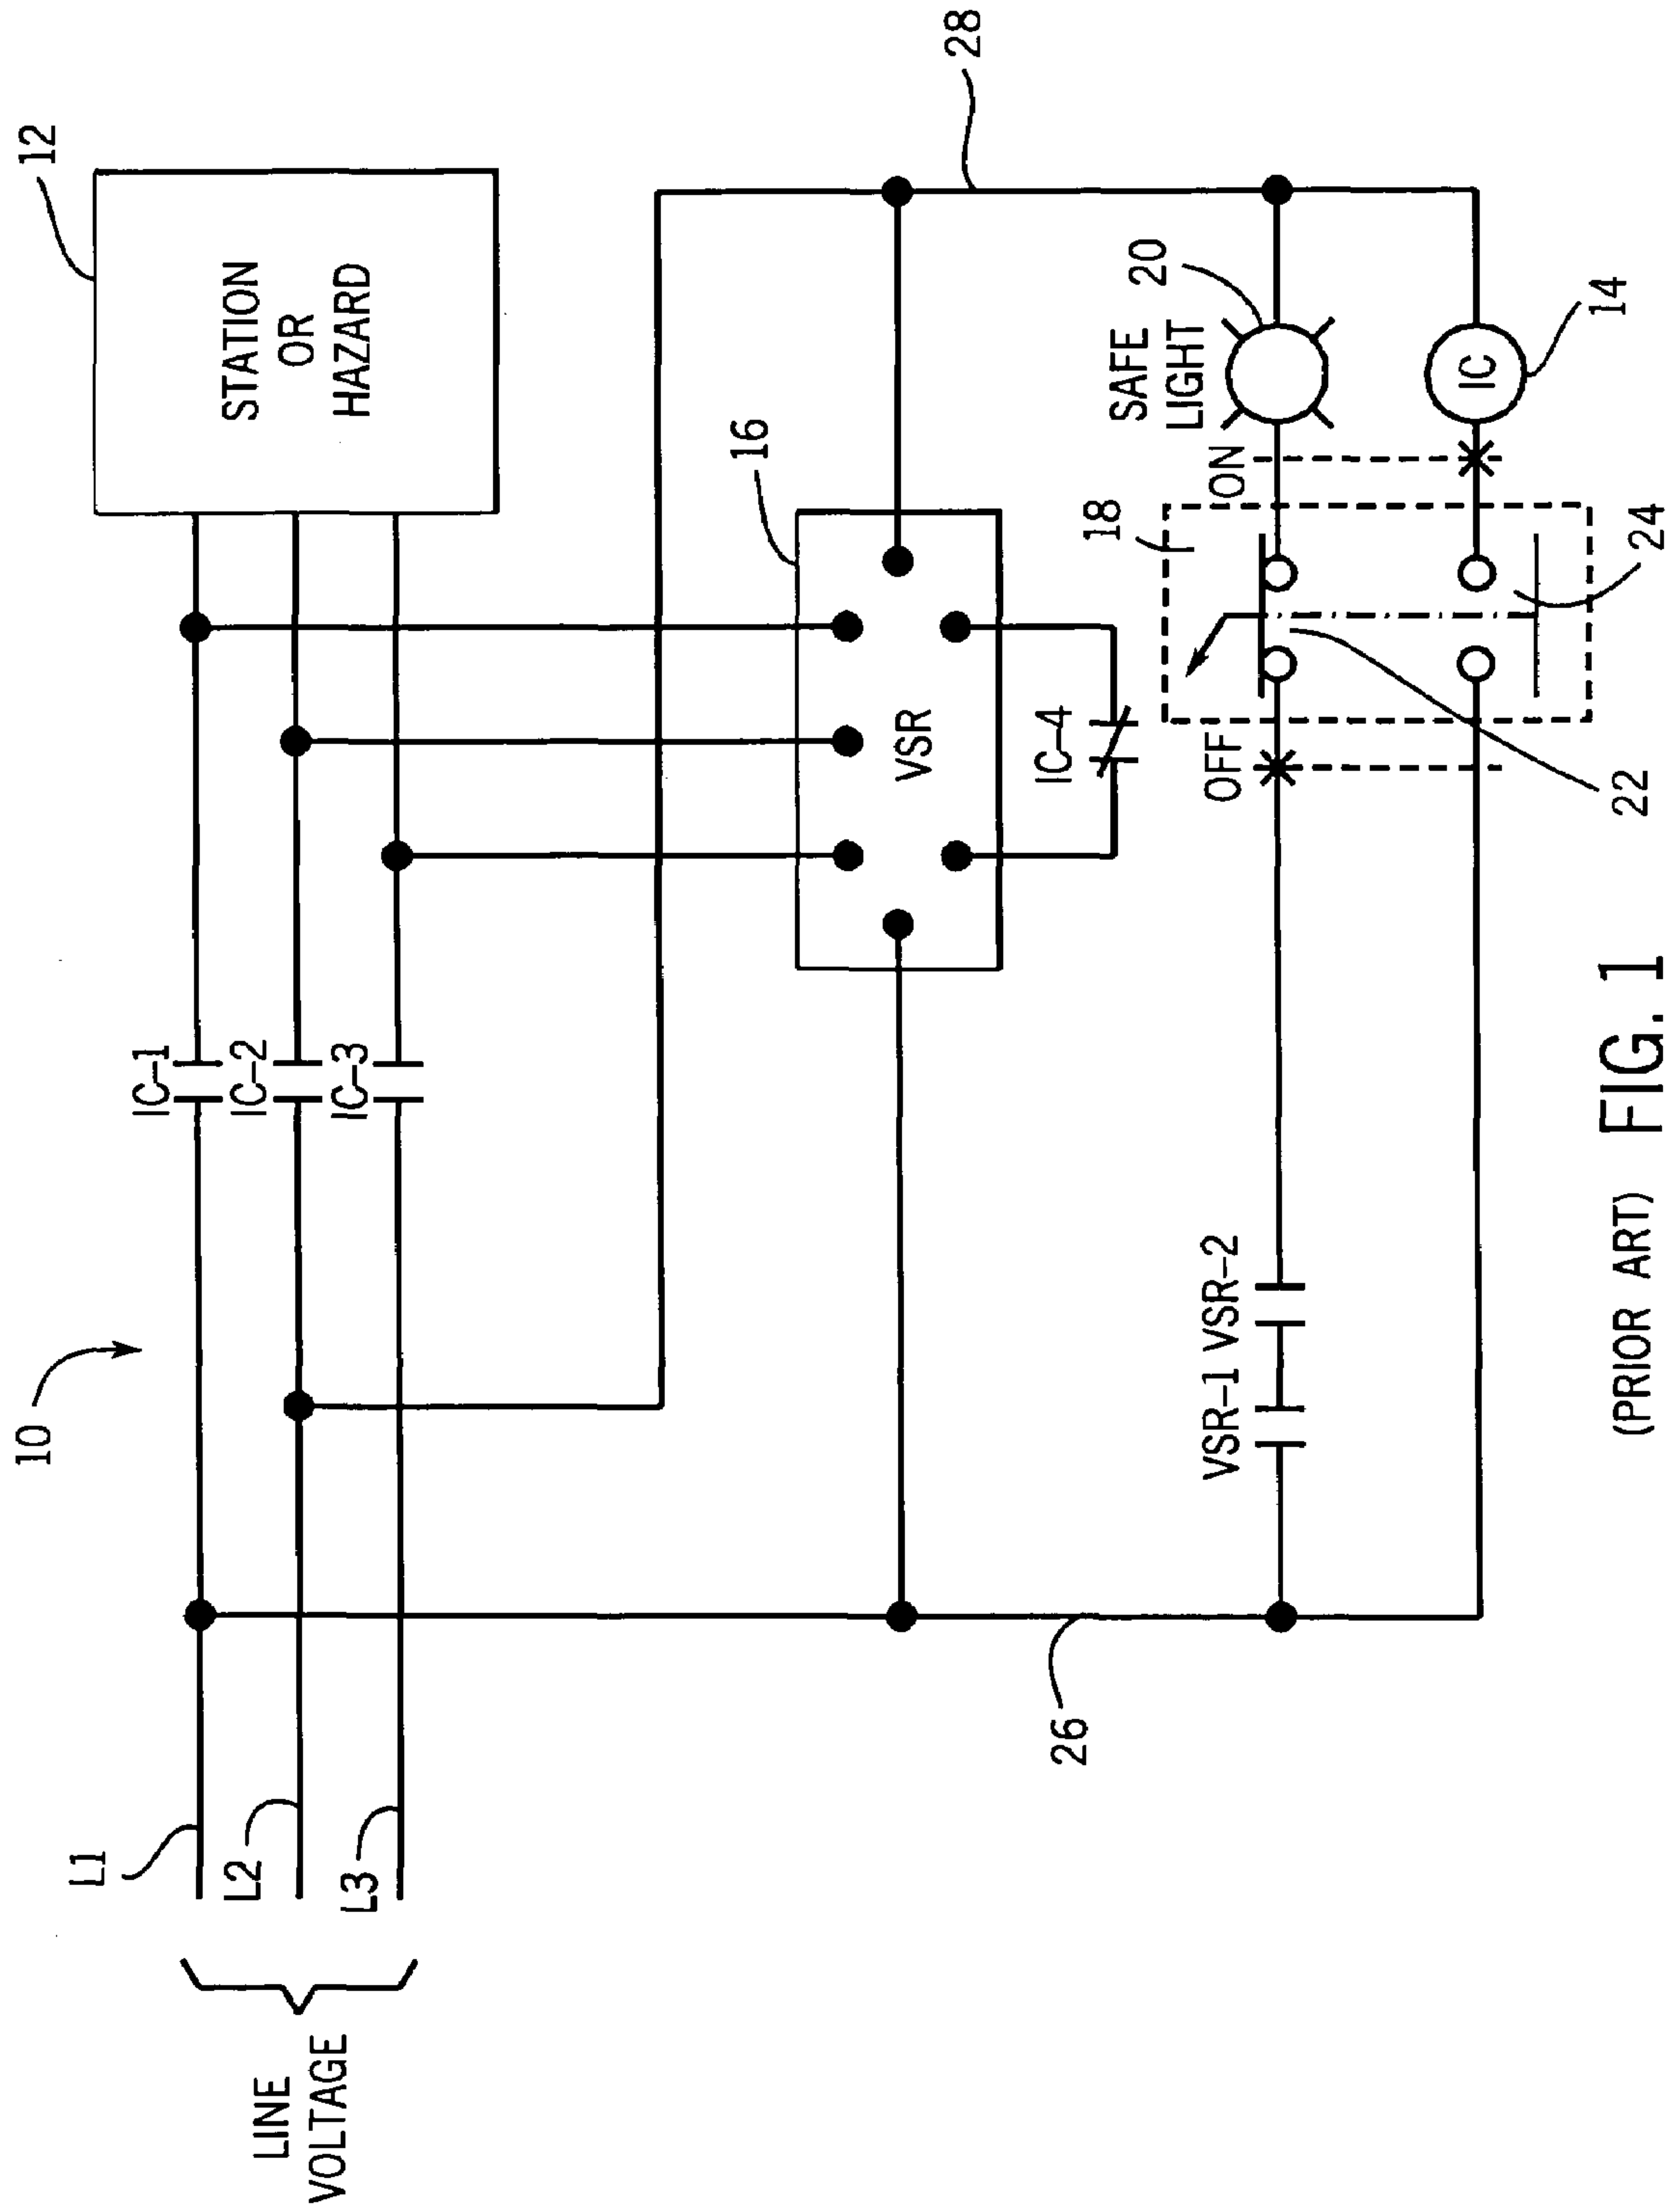 10
12
L1
L2
L3
LINE
VOLTAGE
IC-1
IC-2
IC-3
STATION
OR
HAZARD
16
VSR
IC-4
28
26
VSR-1 VSR-2
OFF
ON
18
SAFE
LIGHT
20
IC
14
22
24
(PRIOR ART) FIG. 1